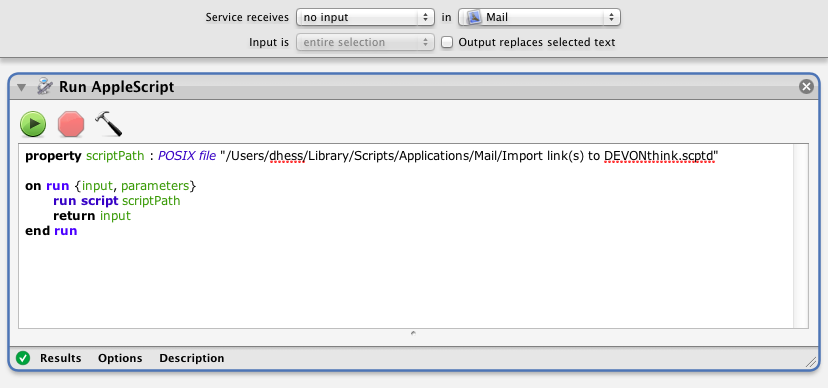 Service receives no input in Mail
Input is entire selection Output replaces selected text
Run AppleScript
property scriptPath : POSIX file "/Users/dhess/Library/Scripts/Applications/Mail/Import link(s) to DEVONthink.scptd"
on run {input, parameters}
run script scriptPath
return input
end run
Results Options Description